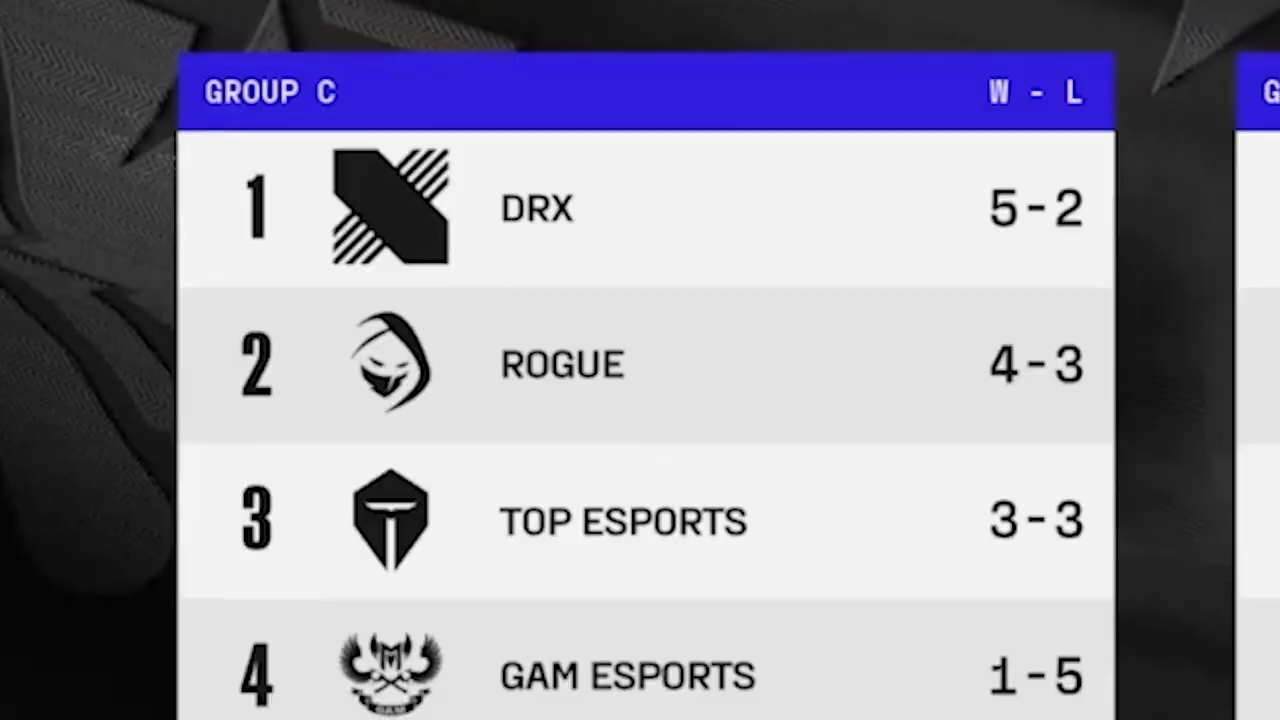 GROUP C W - L
1 DRX 5-2
2 ROGUE 4-3
3 TOP ESPORTS 3-3
4 GAM ESPORTS 1-5
GAM
G